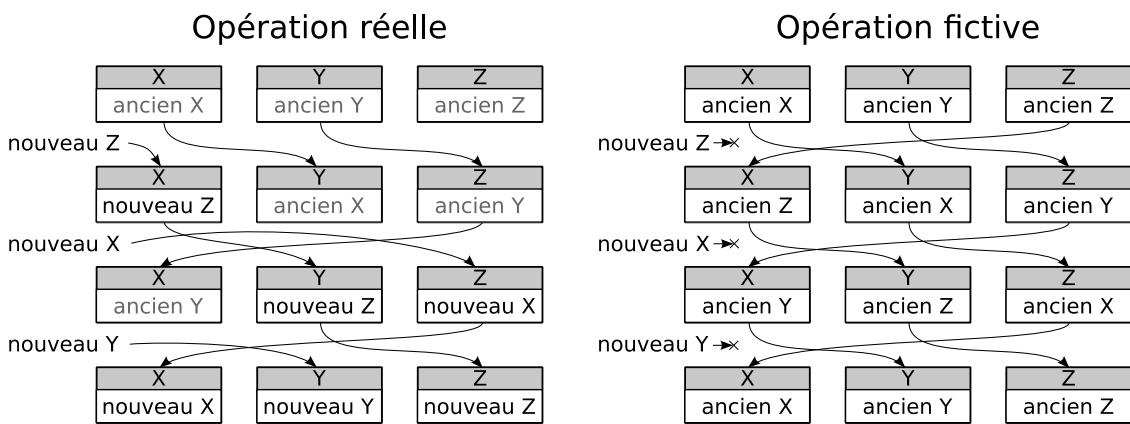 Opération réelle Opération fictive
X Y Z X Y Z
ancien X ancien Y ancien Z ancien X ancien Y ancien Z
nouveau Z nouveau Z
X Y Z X Y Z
nouveau Z ancien X ancien Y ancien Z ancien X ancien Y
nouveau X nouveau X
X Y Z X Y Z
ancien Y nouveau Z nouveau X ancien Y ancien Z ancien X
nouveau Y nouveau Y
X Y Z X Y Z
nouveau X nouveau Y nouveau Z ancien X ancien Y ancien Z